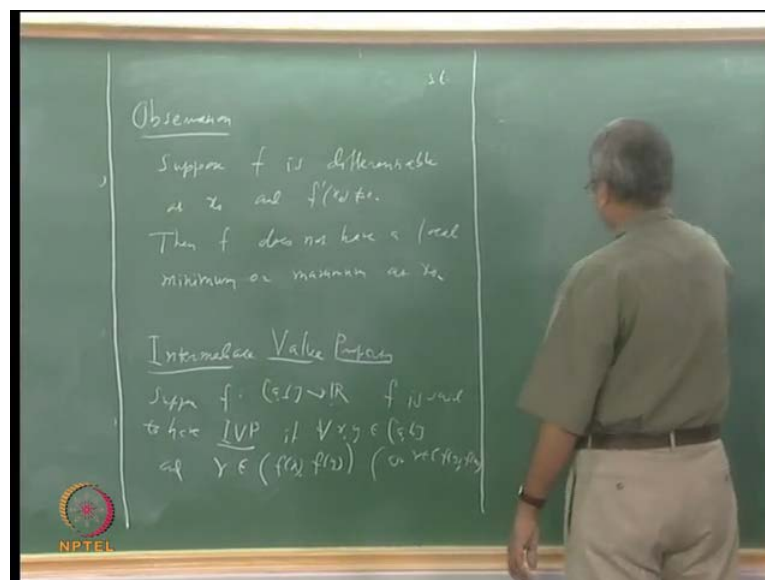 Observation
Suppose f is differentiable
at x₀ and f'(x₀) ≠ 0.
Then f does not have a local
minimum or maximum at x₀.
Intermediate Value Property
Suppose f : [a,b] → ℝ f is said
to have IVP if ∀ x, y ∈ [a,b]
and γ ∈ (f(x), f(y)) (or γ ∈ (f(y), f(x))
NPTEL